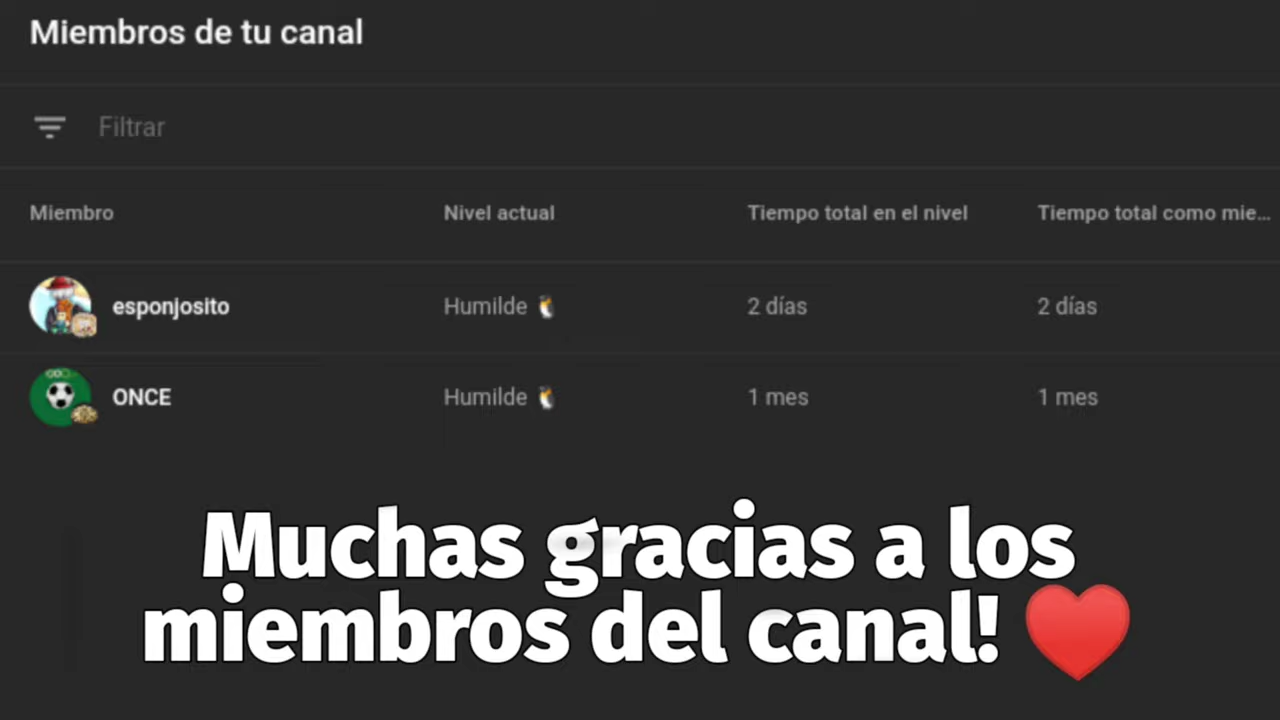 Miembros de tu canal
Filtrar
Miembro Nivel actual Tiempo total en el nivel Tiempo total como mie...
esponjosito Humilde 🐧 2 días 2 días
ONCE Humilde 🐧 1 mes 1 mes
Muchas gracias a los
miembros del canal! ❤️